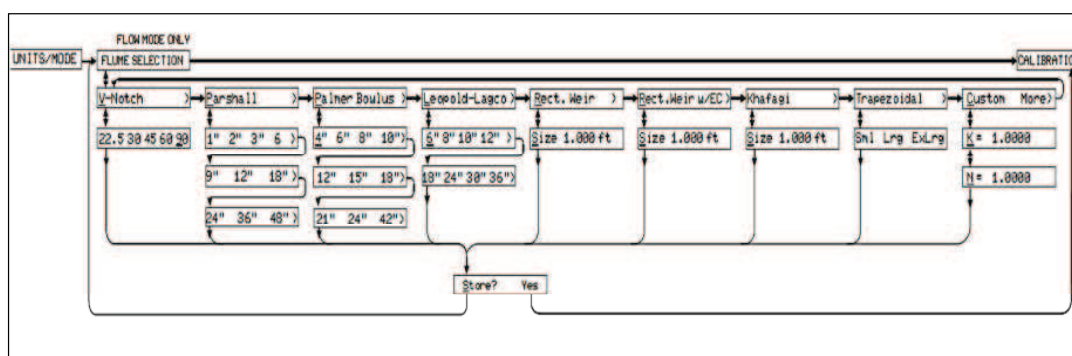 FLOW MODE ONLY
UNITS/MODE
FLUME SELECTION
CALIBRATIO
V-Notch >
Parshall >
Palmer Boulus >
Leopold-Lagco>
Rect. Weir >
Rect.Weir w/EC>
Khafagi >
Trapezoidal >
Custom More>
22.5 30 45 60 90
1" 2" 3" 6 >
4" 6" 8" 10">
6"8"10"12" >
Size 1.000 ft
Size 1.000 ft
Size 1.000 ft
Sml Lrg ExLrg
K= 1.0000
9" 12" 18">
12" 15" 18">
18"24"30"36">
N= 1.0000
24" 36" 48">
21" 24" 42">
Store? Yes